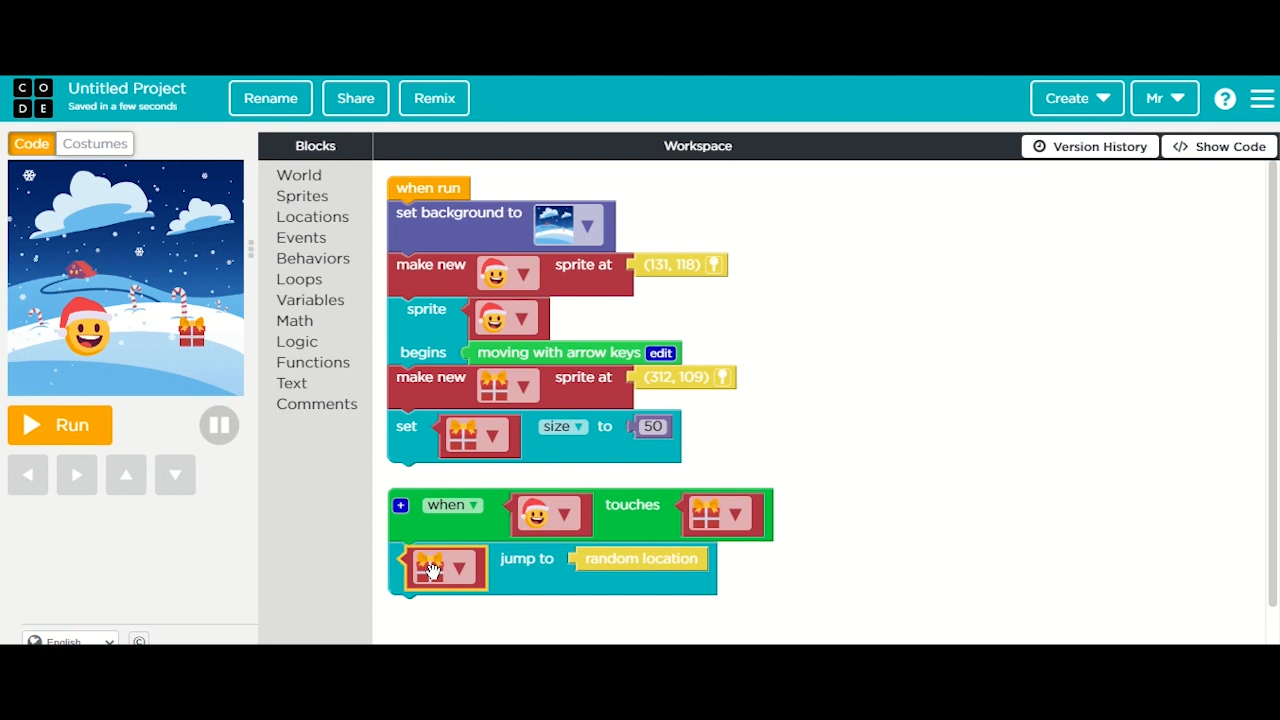 C O
D E
Untitled Project
Saved in a few seconds
Rename
Share
Remix
Create
Mr
?
Code
Costumes
Blocks
Workspace
Version History
</> Show Code
World
Sprites
Locations
Events
Behaviors
Loops
Variables
Math
Logic
Functions
Text
Comments
when run
set background to
make new sprite at (131, 118)
sprite
begins moving with arrow keys edit
make new sprite at (312, 109)
set size to 50
+ when touches
jump to random location
Run
English
©